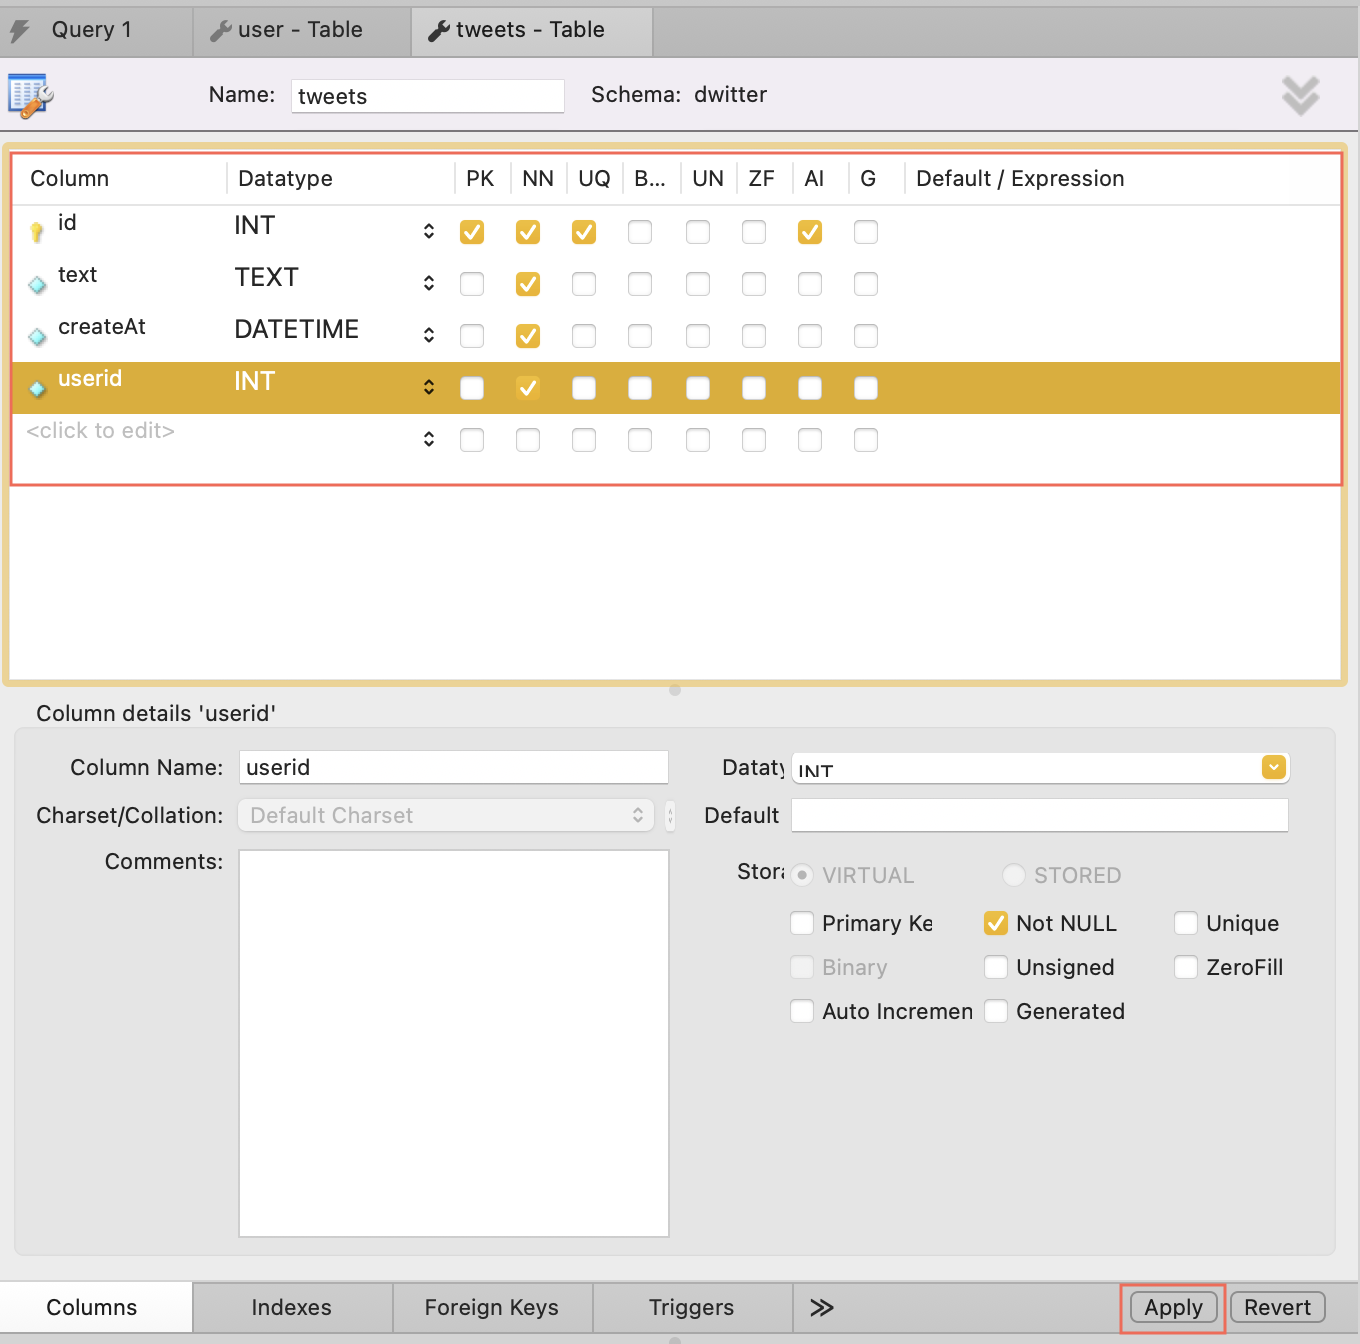 Query 1 user - Table tweets - Table
Name: tweets Schema: dwitter
Column Datatype PK NN UQ B... UN ZF AI G Default / Expression
id INT
text TEXT
createAt DATETIME
userid INT
<click to edit>
Column details 'userid'
Column Name: userid Dataty INT
Charset/Collation: Default Charset Default
Comments: Stora VIRTUAL STORED
Primary Ke Not NULL Unique
Binary Unsigned ZeroFill
Auto Incremen Generated
Columns Indexes Foreign Keys Triggers >> Apply Revert